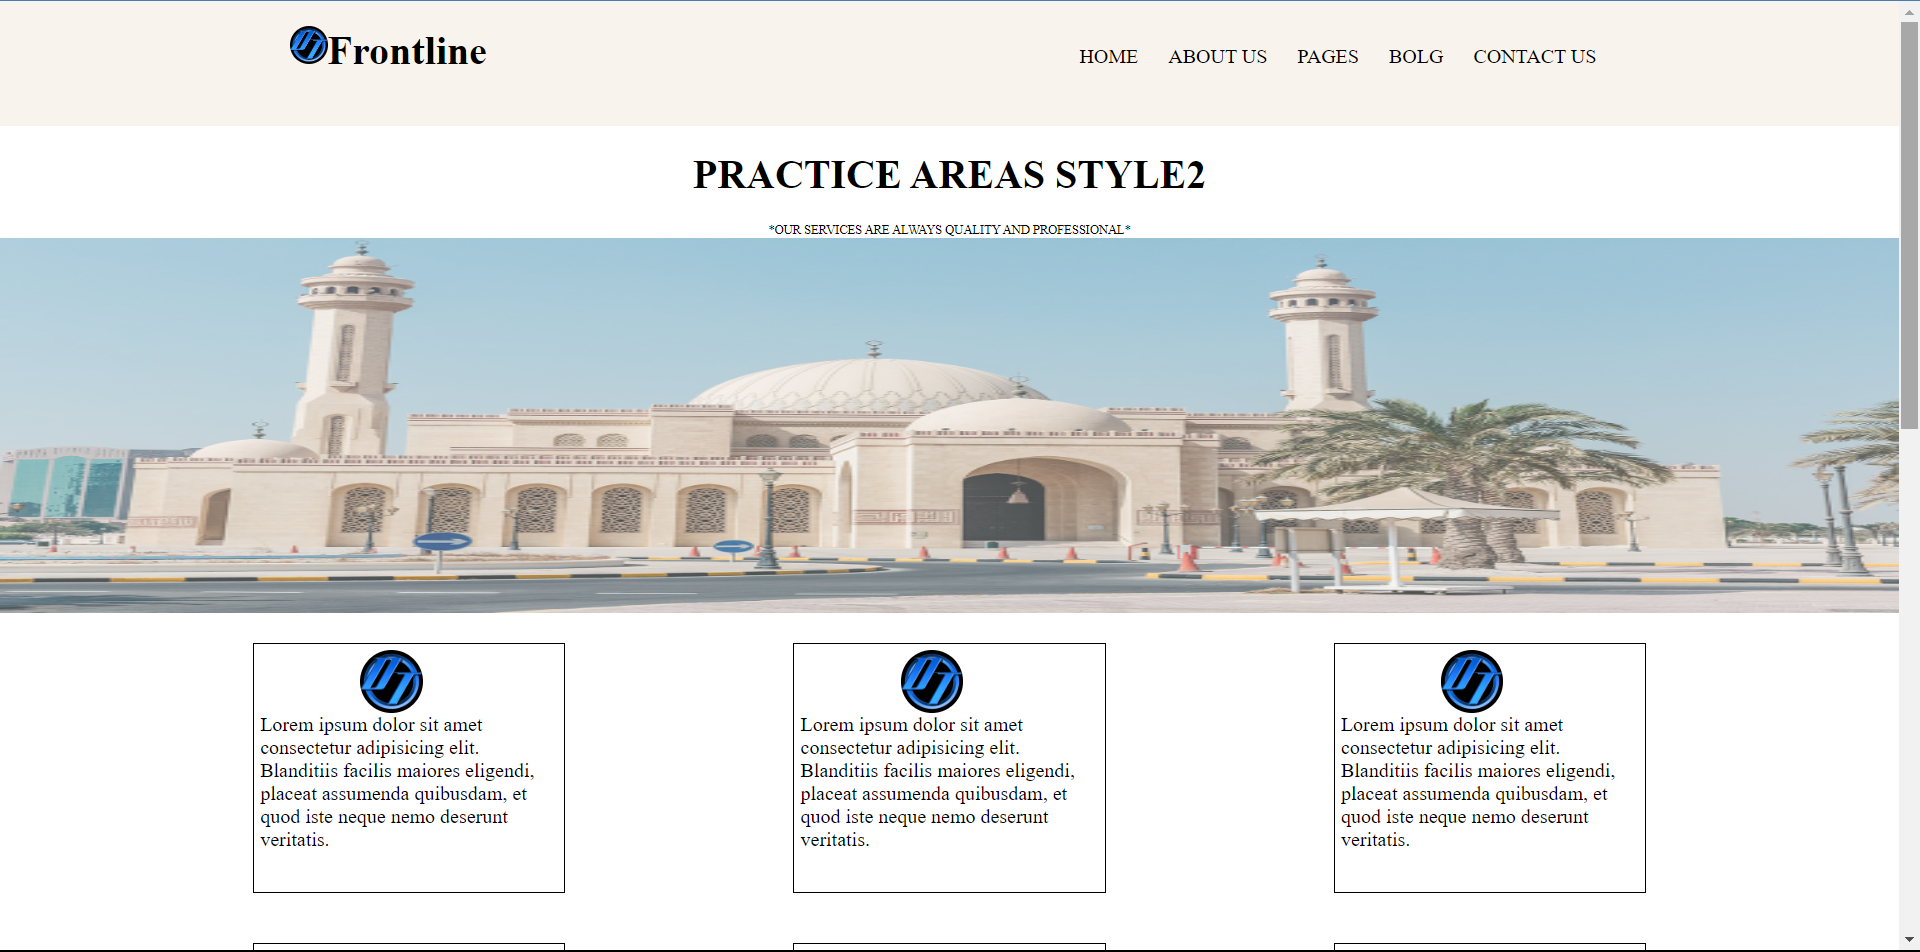 Frontline
HOME ABOUT US PAGES BOLG CONTACT US
PRACTICE AREAS STYLE2
*OUR SERVICES ARE ALWAYS QUALITY AND PROFESSIONAL*
Lorem ipsum dolor sit amet
consectetur adipisicing elit.
Blanditiis facilis maiores eligendi,
placeat assumenda quibusdam, et
quod iste neque nemo deserunt
veritatis.
Lorem ipsum dolor sit amet
consectetur adipisicing elit.
Blanditiis facilis maiores eligendi,
placeat assumenda quibusdam, et
quod iste neque nemo deserunt
veritatis.
Lorem ipsum dolor sit amet
consectetur adipisicing elit.
Blanditiis facilis maiores eligendi,
placeat assumenda quibusdam, et
quod iste neque nemo deserunt
veritatis.